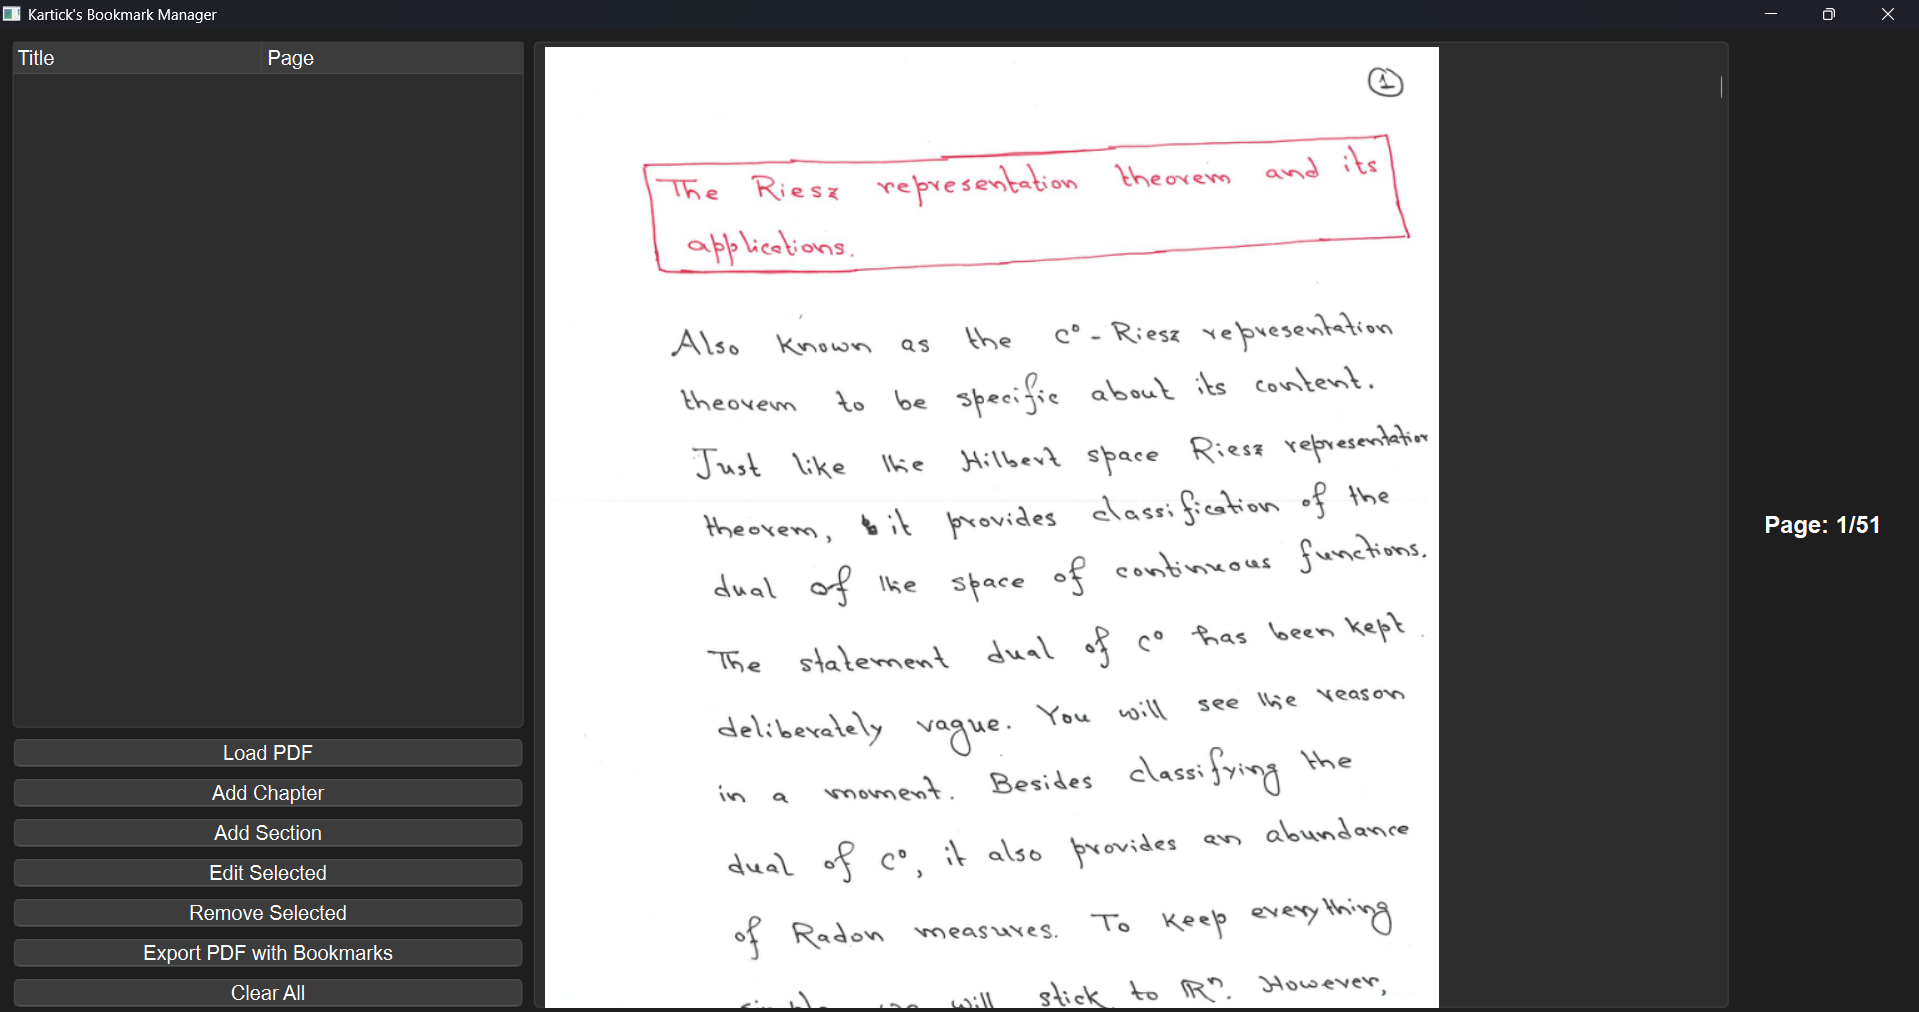 Kartick's Bookmark Manager
Title Page
Load PDF
Add Chapter
Add Section
Edit Selected
Remove Selected
Export PDF with Bookmarks
Clear All
1
The Riesz representation theorem and its
applications.
Also known as the C⁰ - Riesz representation
theorem to be specific about its content.
Just like the Hilbert space Riesz representation
theorem, it provides classification of the
dual of the space of continuous functions.
The statement dual of C⁰ has been kept
deliberately vague. You will see the reason
in a moment. Besides classifying the
dual of C⁰, it also provides an abundance
of Radon measures. To keep everything
will stick to ℝⁿ. However,
Page: 1/51